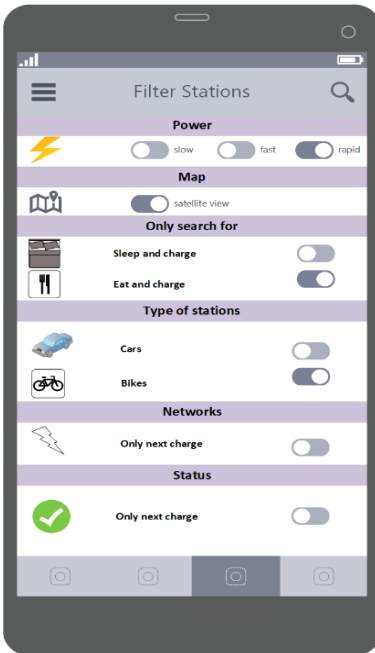 Filter Stations
Power
slow fast rapid
Map
satellite view
Only search for
Sleep and charge
Eat and charge
Type of stations
Cars
Bikes
Networks
Only next charge
Status
Only next charge